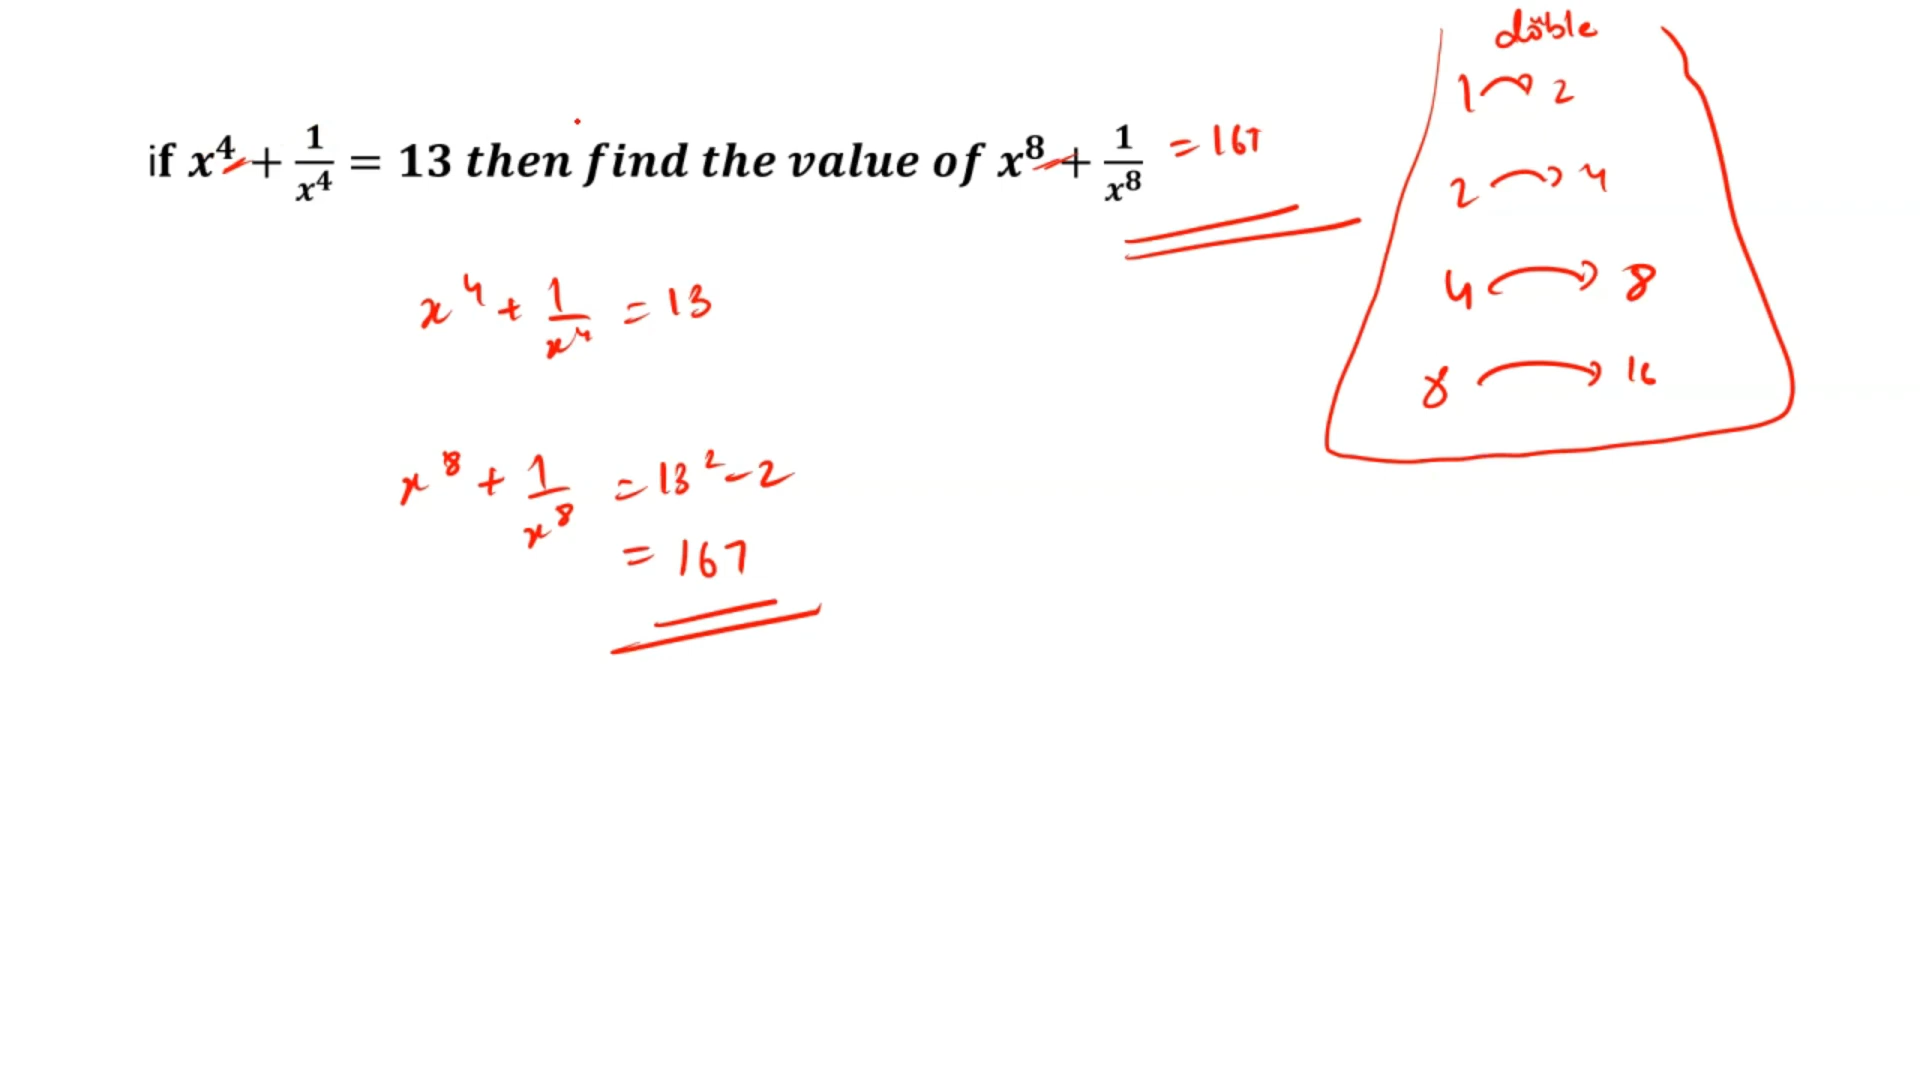 if x⁴ + 1/x⁴ = 13 then find the value of x⁸ + 1/x⁸ = 167
x⁴ + 1/x⁴ = 13
x⁸ + 1/x⁸ = 13² - 2
= 167
double
1 → 2
2 → 4
4 → 8
8 → 16